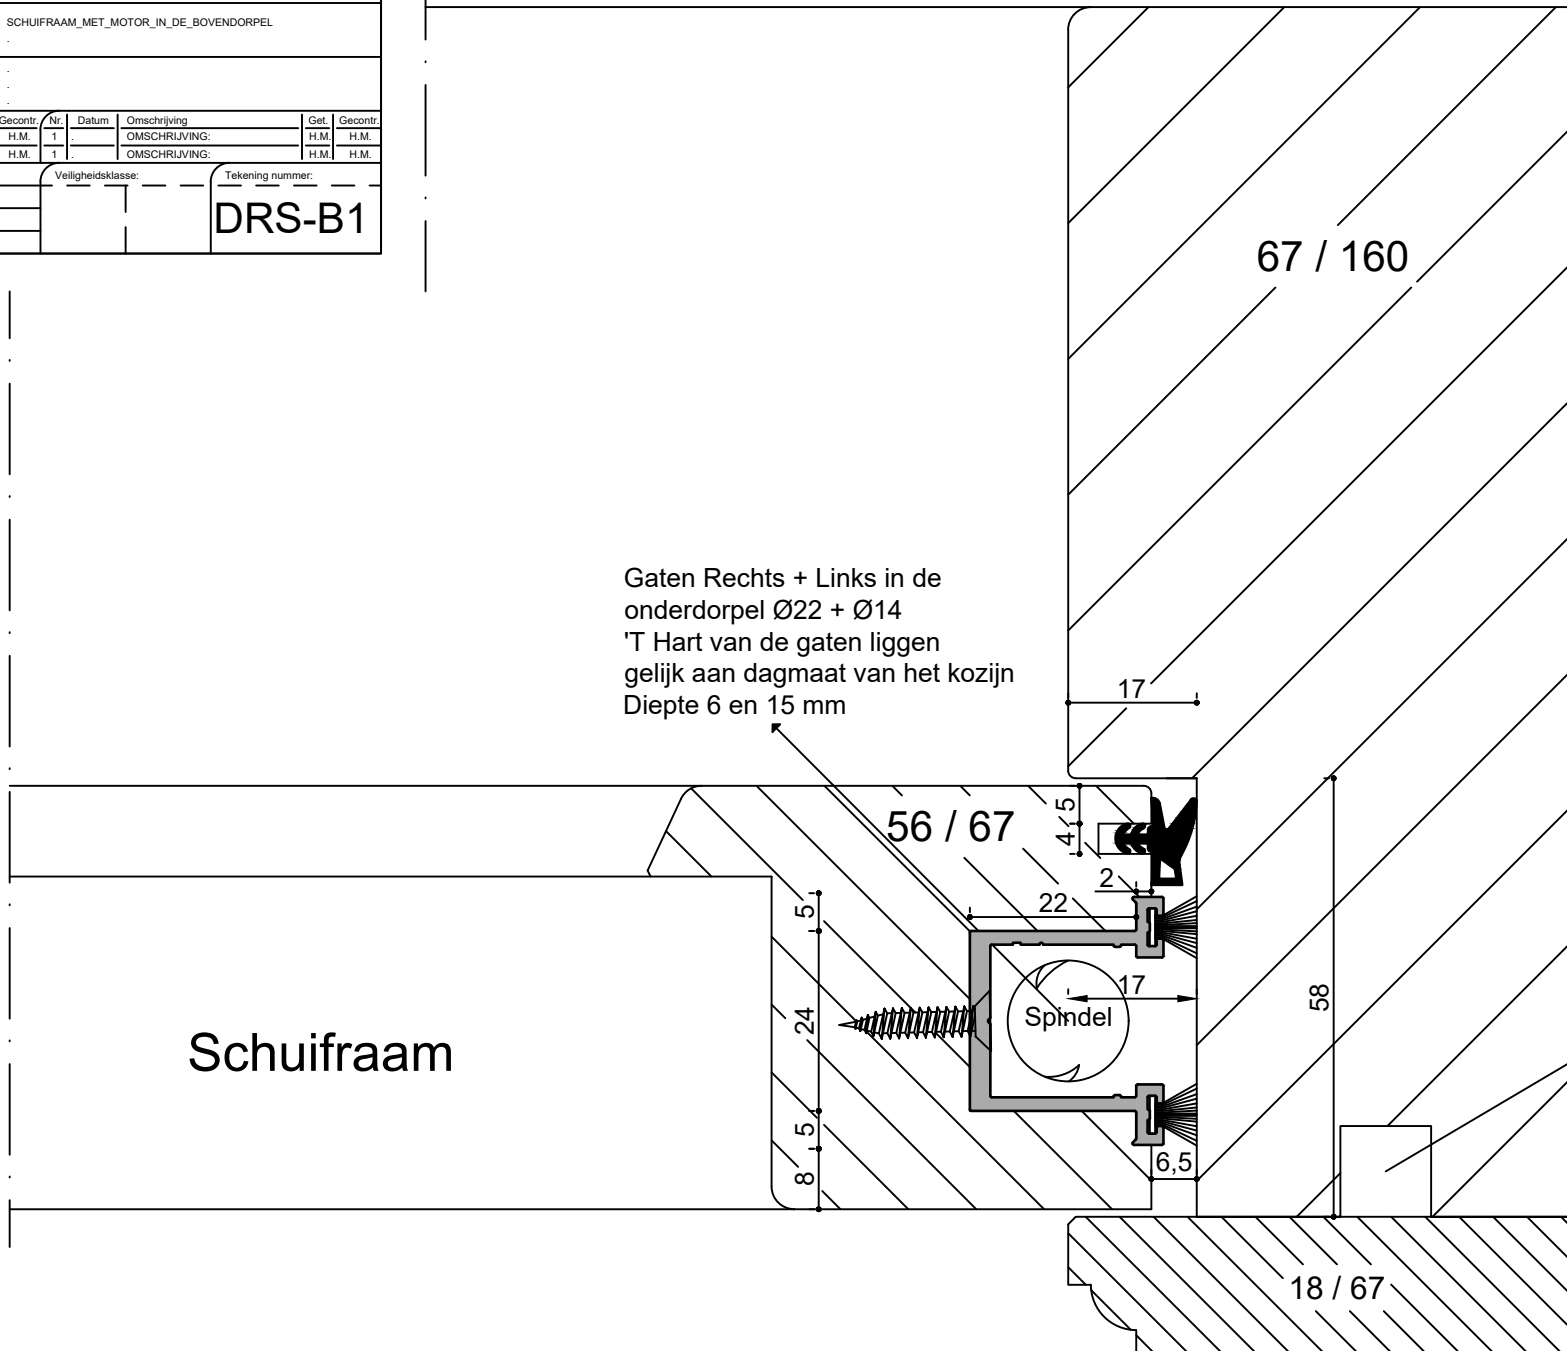 SCHUIFRAAM_MET_MOTOR_IN_DE_BOVENDORPEL
.
.
.
.
Gecontr. Nr. Datum Omschrijving Get. Gecontr.
H.M. 1 . OMSCHRIJVING: H.M. H.M.
H.M. 1 . OMSCHRIJVING: H.M. H.M.
Veiligheidsklasse: Tekening nummer:
DRS-B1
67 / 160
Gaten Rechts + Links in de
onderdorpel Ø22 + Ø14
'T Hart van de gaten liggen
gelijk aan dagmaat van het kozijn
Diepte 6 en 15 mm
17
56 / 67
5
4
2
22
5
17
58
Spindel
24
Schuifraam
5
6,5
8
18 / 67